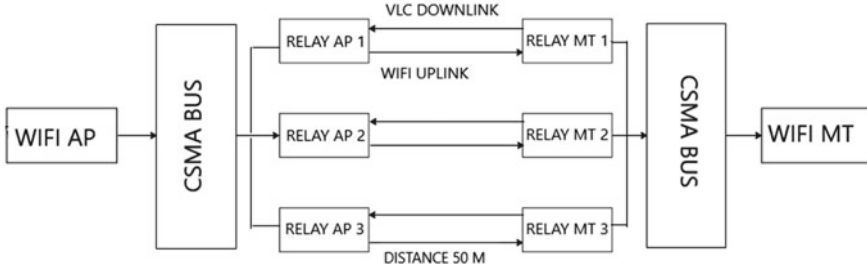 VLC DOWNLINK
RELAY AP 1
RELAY MT 1
WIFI UPLINK
WIFI AP
CSMA BUS
RELAY AP 2
RELAY MT 2
CSMA BUS
WIFI MT
RELAY AP 3
RELAY MT 3
DISTANCE 50 M